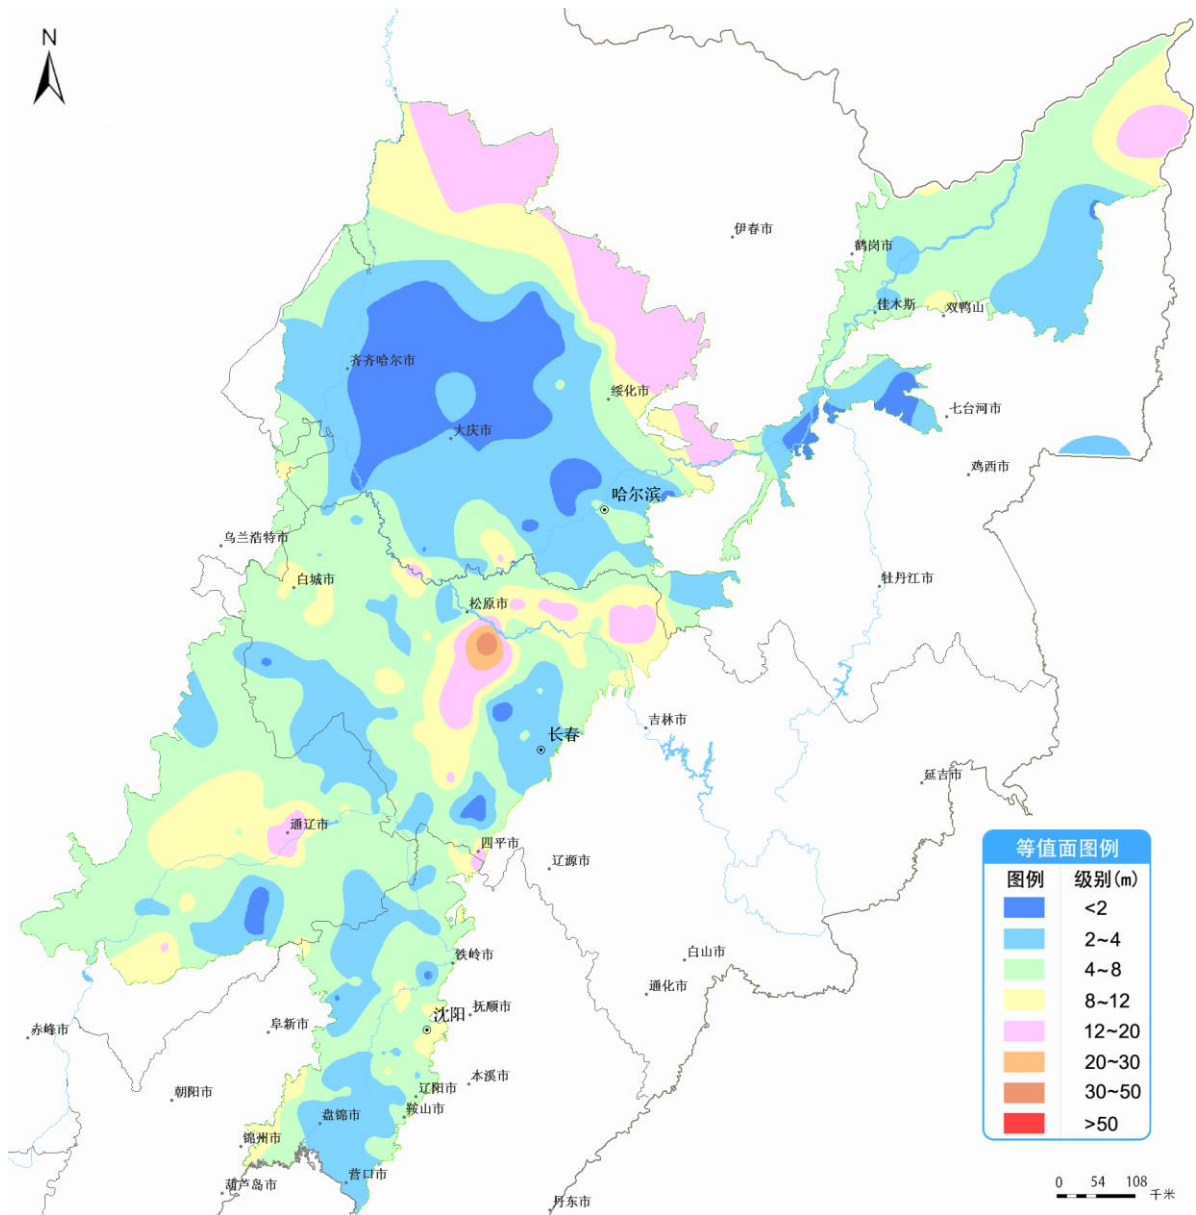 N
伊春市
鹤岗市
佳木斯
双鸭山
齐齐哈尔市
绥化市
七台河市
大庆市
鸡西市
哈尔滨
乌兰浩特市
白城市
牡丹江市
松原市
吉林市
长春
延吉市
通辽市
四平市
辽源市
等值面图例
图例 级别(m)
<2
2~4
4~8
8~12
12~20
20~30
30~50
>50
铁岭市
白山市
通化市
抚顺市
沈阳
赤峰市
阜新市
本溪市
朝阳市
辽阳市
鞍山市
盘锦市
锦州市
营口市
葫芦岛市
丹东市
0 54 108
千米